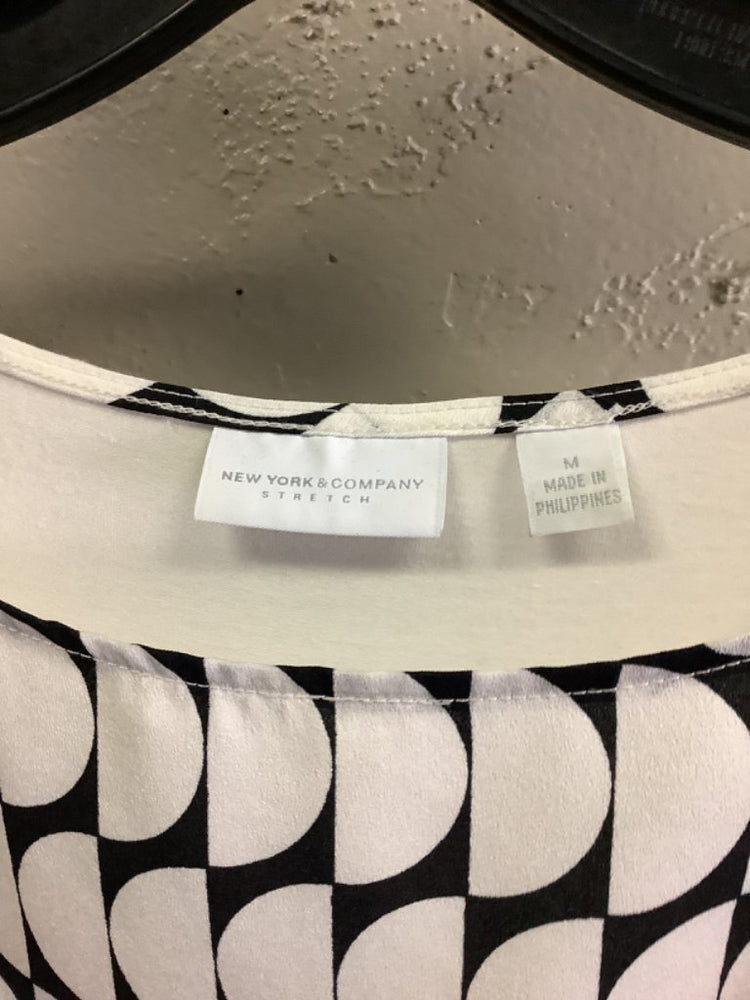 NEW YORK & COMPANY
STRETCH
M
MADE IN
PHILIPPINES